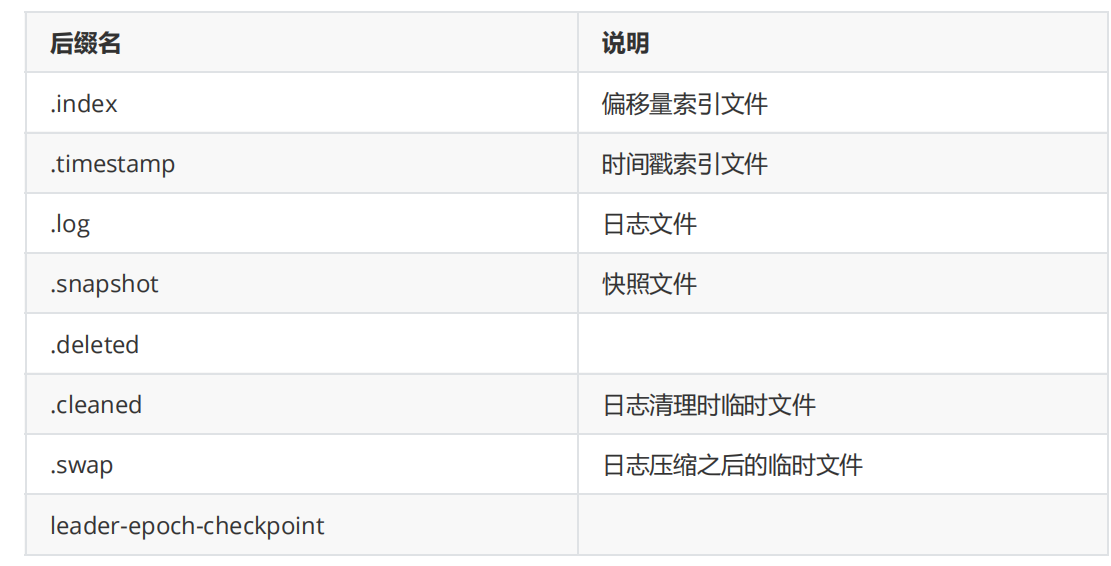 后缀名 说明
.index 偏移量索引文件
.timestamp 时间戳索引文件
.log 日志文件
.snapshot 快照文件
.deleted
.cleaned 日志清理时临时文件
.swap 日志压缩之后的临时文件
leader-epoch-checkpoint